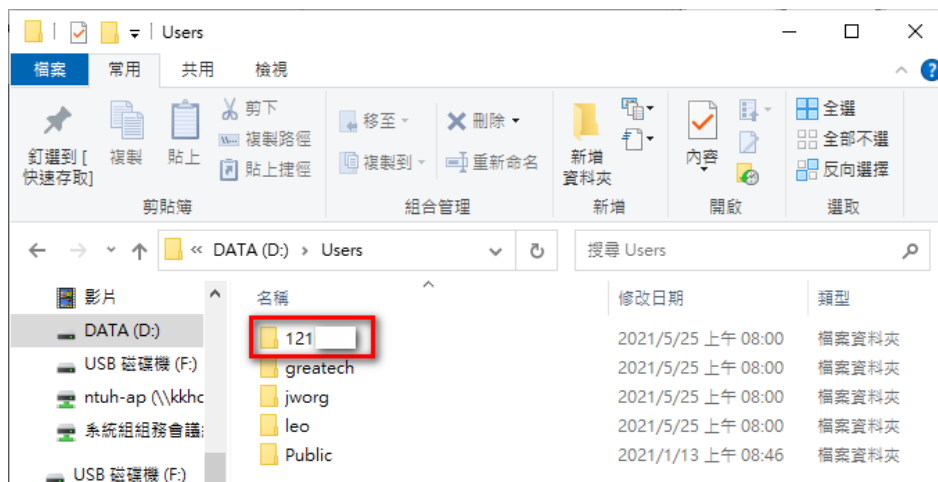 Users
檔案 常用 共用 檢視
釘選到 [快速存取]
複製
貼上
剪下
複製路徑
貼上捷徑
剪貼簿
移至
複製到
刪除
重新命名
組合管理
新增資料夾
新增
內容
開啟
全選
全部不選
反向選擇
選取
« DATA (D:) › Users
搜尋 Users
影片
DATA (D:)
USB 磁碟機 (F:)
ntuh-ap (\\kkhc
系統組組務會議
USB 磁碟機 (F:)
名稱 修改日期 類型
121 2021/5/25 上午 08:00 檔案資料夾
greatech 2021/5/25 上午 08:00 檔案資料夾
jworg 2021/5/25 上午 08:00 檔案資料夾
leo 2021/5/25 上午 08:00 檔案資料夾
Public 2021/1/13 上午 08:46 檔案資料夾